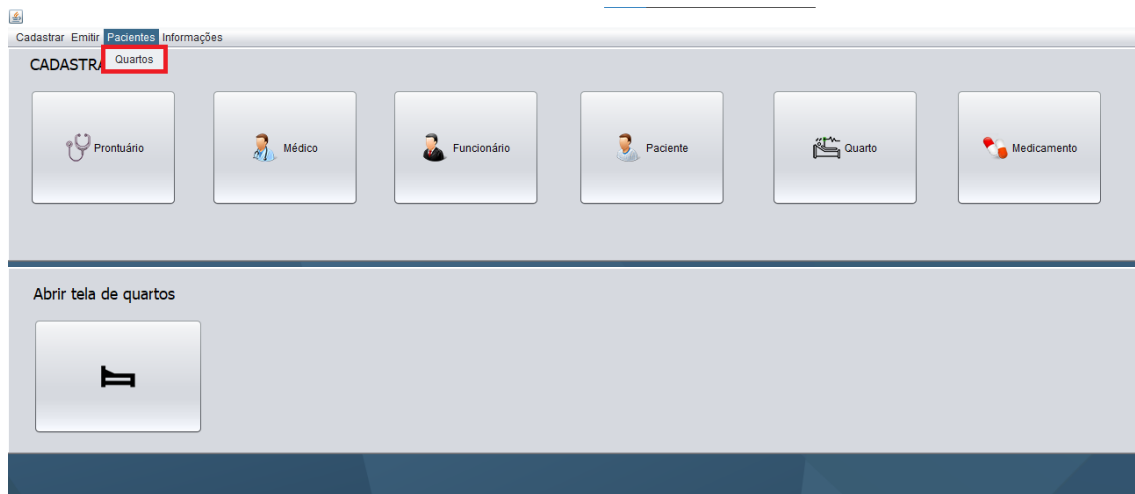 Cadastrar Emitir Pacientes Informações
Quartos
CADASTRA
Prontuário Médico Funcionário Paciente Quarto Medicamento
Abrir tela de quartos